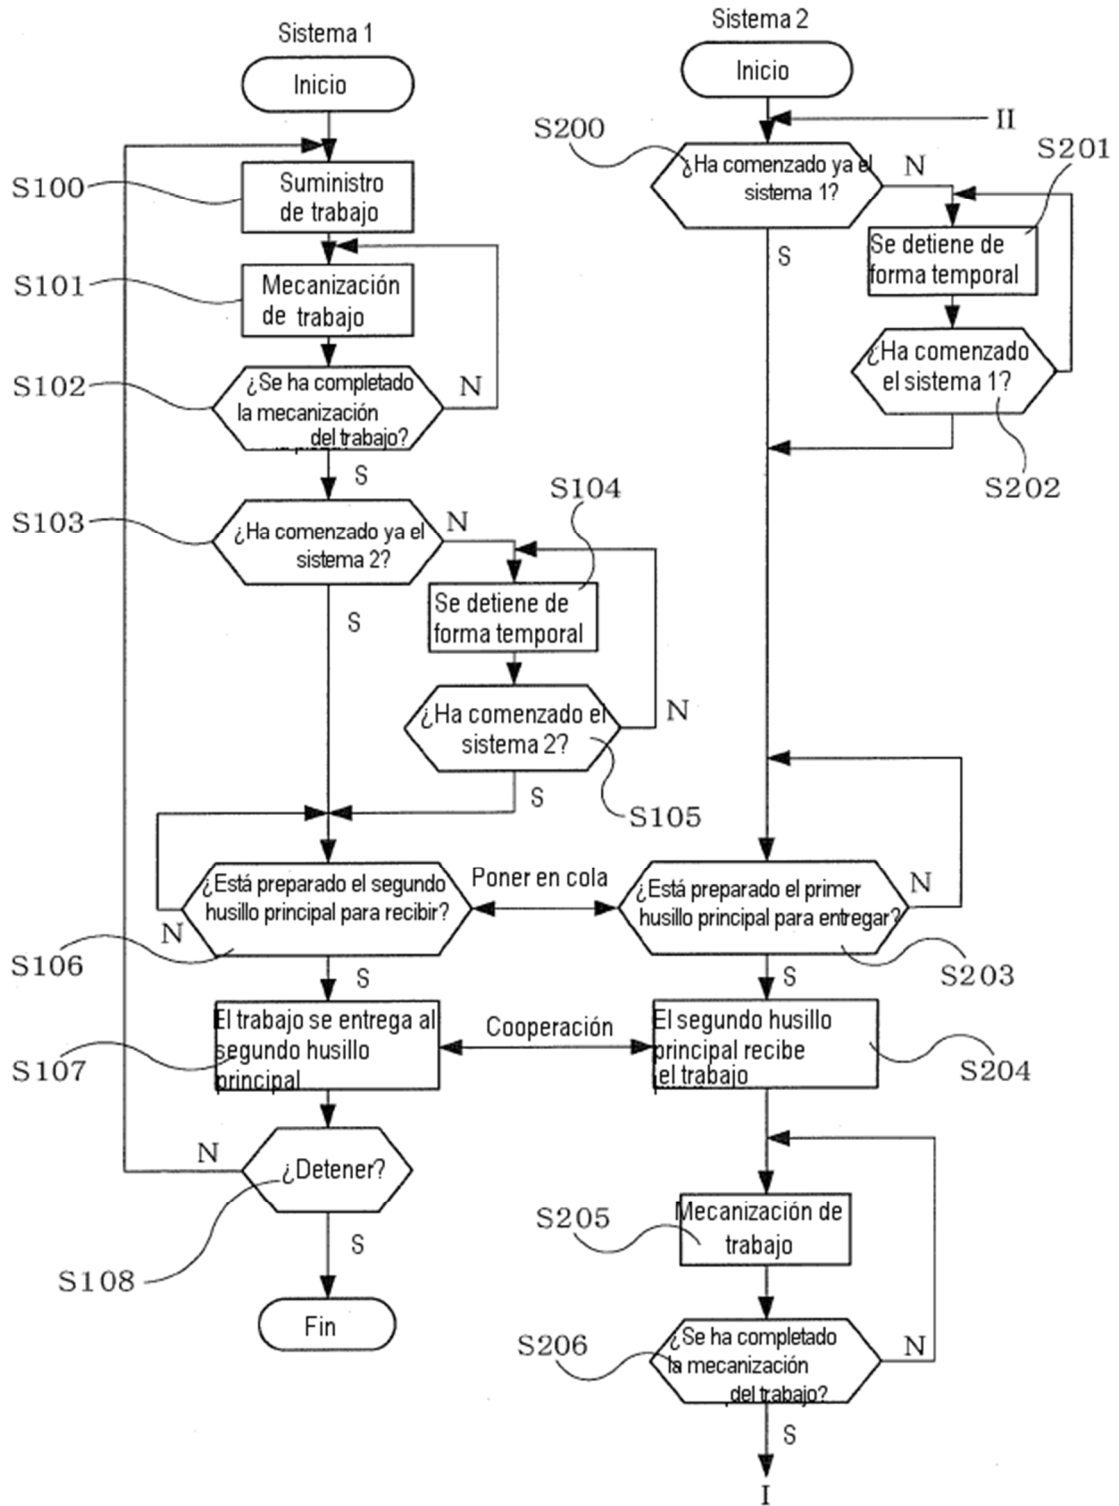 Sistema 1
Inicio
S100
Suministro
de trabajo
S101
Mecanización
de trabajo
S102
¿Se ha completado
la mecanización
del trabajo?
N
S
S103
¿Ha comenzado ya el
sistema 2?
N
S
S104
Se detiene de
forma temporal
¿Ha comenzado el
sistema 2?
N
S
S105
¿Está preparado el segundo
husillo principal para recibir?
N
S106
S
Poner en cola
El trabajo se entrega al
segundo husillo
principal
S107
Cooperación
N
¿Detener?
S108
S
Fin
Sistema 2
Inicio
II
S200
¿Ha comenzado ya el
sistema 1?
N
S
S201
Se detiene de
forma temporal
¿Ha comenzado
el sistema 1?
S202
¿Está preparado el primer
husillo principal para entregar?
N
S203
S
El segundo husillo
principal recibe
el trabajo
S204
S205
Mecanización de
trabajo
S206
¿Se ha completado
la mecanización
del trabajo?
N
S
I